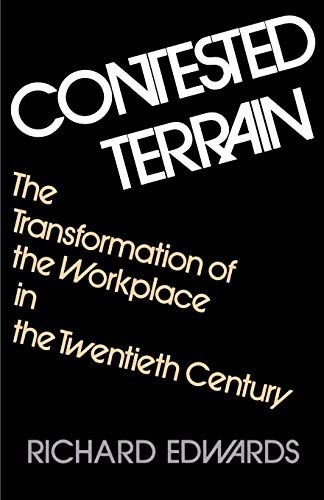 CONTESTED
TERRAIN
The
Transformation of
the Workplace
in
the Twentieth Century
RICHARD EDWARDS